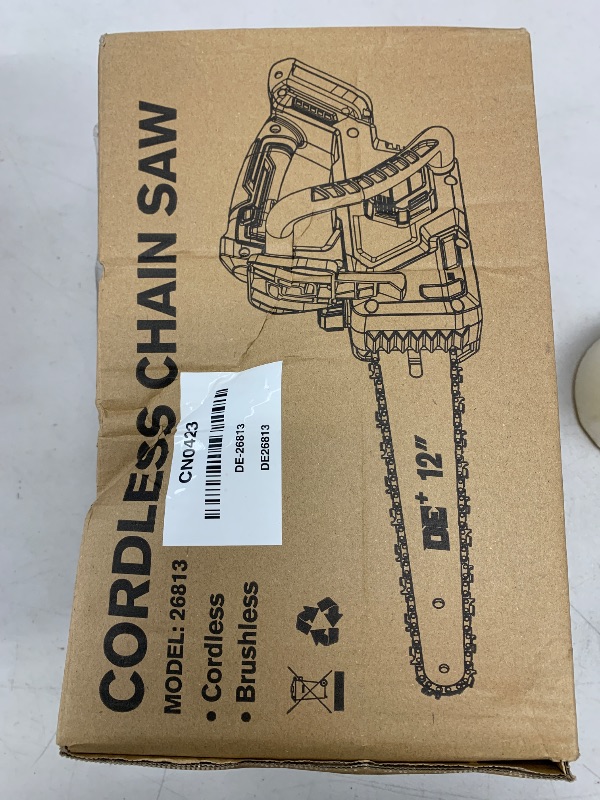 CORDLESS CHAIN SAW
MODEL: 26813
• Cordless
• Brushless
CN0423
DE-26813
DE26813
DE+ 12"